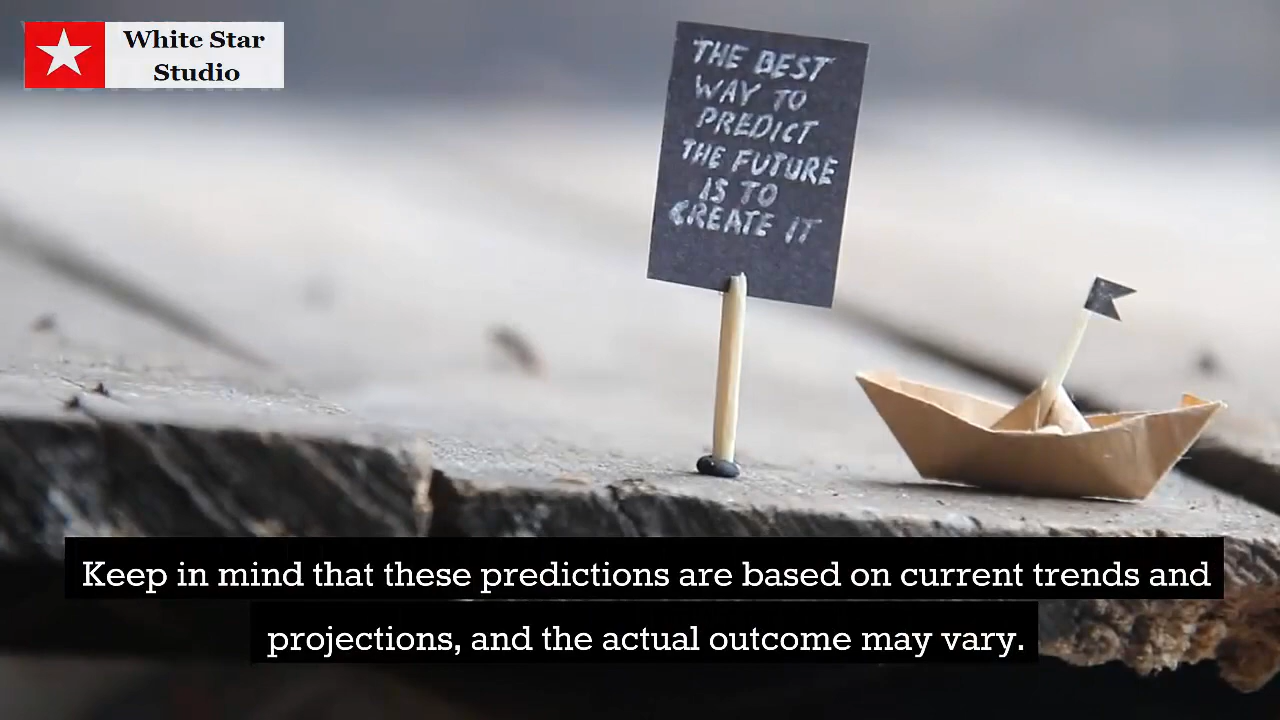 White Star
Studio
THE BEST
WAY TO
PREDICT
THE FUTURE
IS TO
CREATE IT
Keep in mind that these predictions are based on current trends and
projections, and the actual outcome may vary.